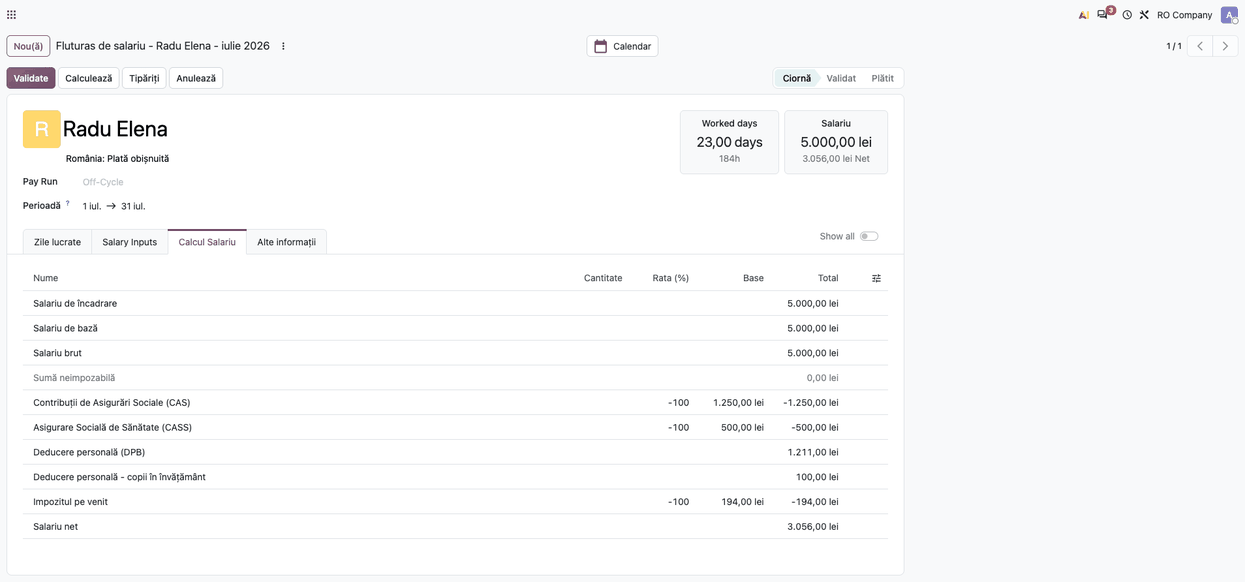 AI 3 RO Company A
Nou(ă) Fluturas de salariu - Radu Elena - iulie 2026 Calendar 1 / 1
Validate Calculează Tipăriți Anulează Ciornă Validat Plătit
R Radu Elena
România: Plată obișnuită
Worked days
23,00 days
184h
Salariu
5.000,00 lei
3.056,00 lei Net
Pay Run Off-Cycle
Perioadă ? 1 iul. → 31 iul.
Zile lucrate Salary Inputs Calcul Salariu Alte informații Show all
Nume Cantitate Rata (%) Base Total
Salariu de încadrare 5.000,00 lei
Salariu de bază 5.000,00 lei
Salariu brut 5.000,00 lei
Sumă neimpozabilă 0,00 lei
Contribuții de Asigurări Sociale (CAS) -100 1.250,00 lei -1.250,00 lei
Asigurare Socială de Sănătate (CASS) -100 500,00 lei -500,00 lei
Deducere personală (DPB) 1.211,00 lei
Deducere personală - copii în învățământ 100,00 lei
Impozitul pe venit -100 194,00 lei -194,00 lei
Salariu net 3.056,00 lei